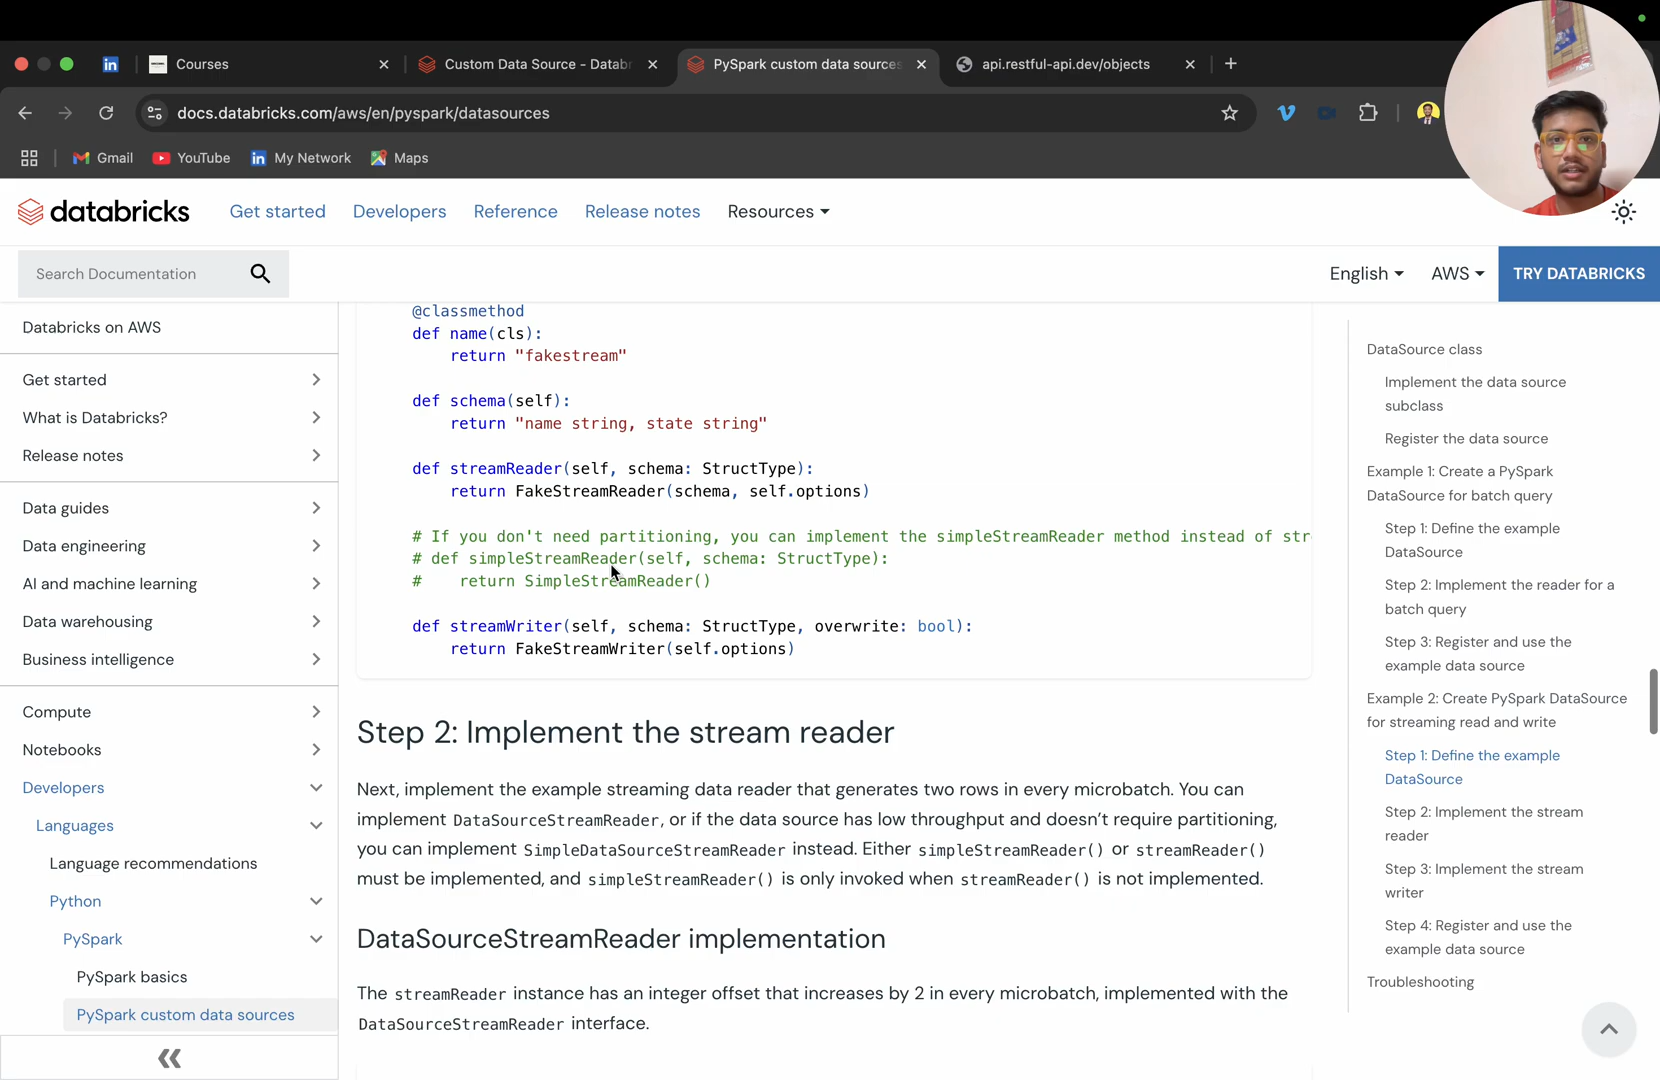 Courses
Custom Data Source - Datab
PySpark custom data sources
api.restful-api.dev/objects
docs.databricks.com/aws/en/pyspark/datasources
Gmail
YouTube
My Network
Maps
databricks
Get started
Developers
Reference
Release notes
Resources
Search Documentation
English
AWS
TRY DATABRICKS
Databricks on AWS
Get started
What is Databricks?
Release notes
Data guides
Data engineering
AI and machine learning
Data warehousing
Business intelligence
Compute
Notebooks
Developers
Languages
Language recommendations
Python
PySpark
PySpark basics
PySpark custom data sources
@classmethod
def name(cls):
return "fakestream"
def schema(self):
return "name string, state string"
def streamReader(self, schema: StructType):
return FakeStreamReader(schema, self.options)
# If you don't need partitioning, you can implement the simpleStreamReader method instead of str
# def simpleStreamReader(self, schema: StructType):
# return SimpleStreamReader()
def streamWriter(self, schema: StructType, overwrite: bool):
return FakeStreamWriter(self.options)
Step 2: Implement the stream reader
Next, implement the example streaming data reader that generates two rows in every microbatch. You can
implement DataSourceStreamReader, or if the data source has low throughput and doesn't require partitioning,
you can implement SimpleDataSourceStreamReader instead. Either simpleStreamReader() or streamReader()
must be implemented, and simpleStreamReader() is only invoked when streamReader() is not implemented.
DataSourceStreamReader implementation
The streamReader instance has an integer offset that increases by 2 in every microbatch, implemented with the
DataSourceStreamReader interface.
DataSource class
Implement the data source
subclass
Register the data source
Example 1: Create a PySpark
DataSource for batch query
Step 1: Define the example
DataSource
Step 2: Implement the reader for a
batch query
Step 3: Register and use the
example data source
Example 2: Create PySpark DataSource
for streaming read and write
Step 1: Define the example
DataSource
Step 2: Implement the stream
reader
Step 3: Implement the stream
writer
Step 4: Register and use the
example data source
Troubleshooting